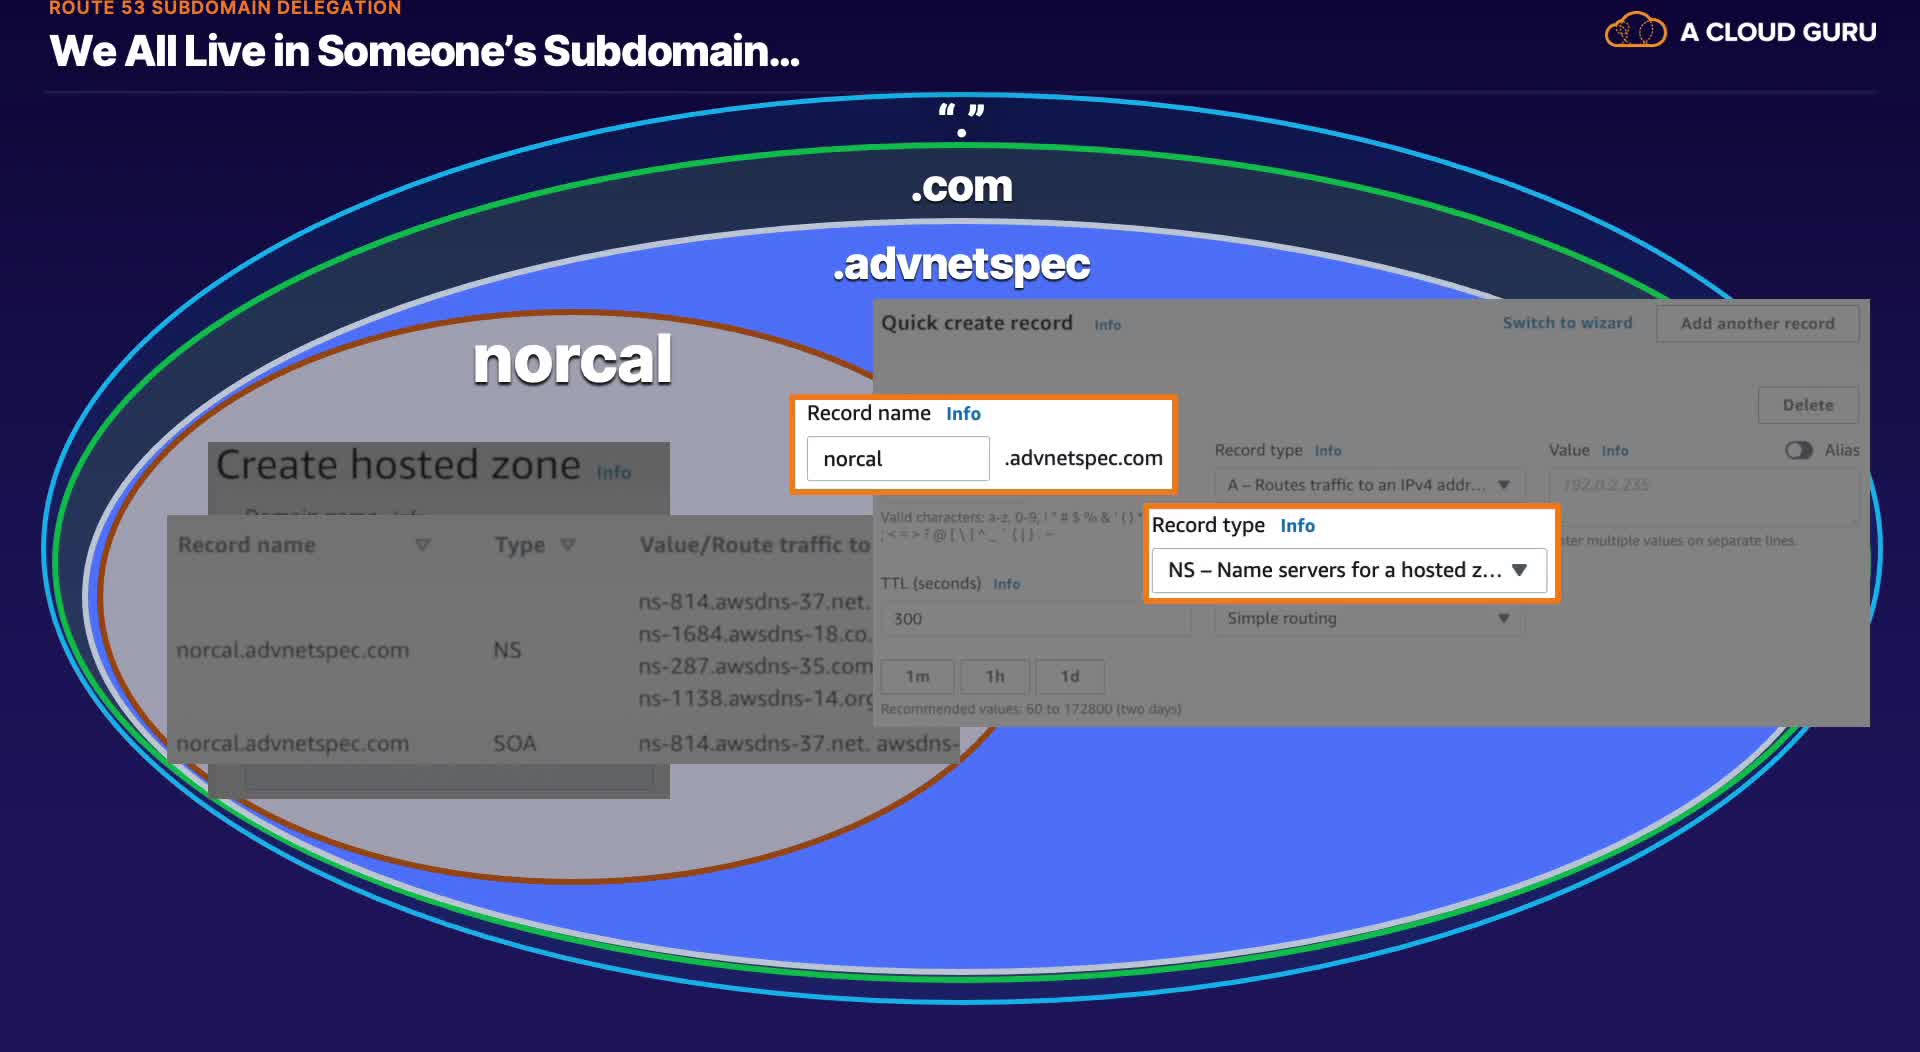 ROUTE 53 SUBDOMAIN DELEGATION
We All Live in Someone's Subdomain...
A CLOUD GURU
"."
.com
.advnetspec
norcal
Quick create record Info
Switch to wizard
Add another record
Delete
Record name Info
norcal .advnetspec.com
Record type Info
Value Info
Alias
A – Routes traffic to an IPv4 addr...
192.0.2.235
Valid characters: a-z, 0-9, ! " # $ % & ' ( ) *
Record type Info
NS – Name servers for a hosted z...
multiple values on separate lines.
TTL (seconds) Info
300
Simple routing
1m
1h
1d
Recommended values: 60 to 172800 (two days)
Create hosted zone Info
Record name
Type
Value/Route traffic to
norcal.advnetspec.com
NS
ns-814.awsdns-37.net.
ns-1684.awsdns-18.co.
ns-287.awsdns-35.com
ns-1138.awsdns-14.org
norcal.advnetspec.com
SOA
ns-814.awsdns-37.net. awsdns-